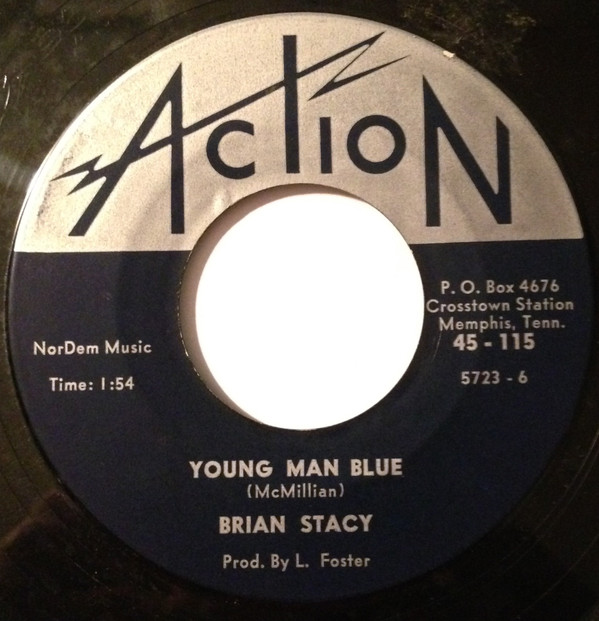 ACTION
P. O. Box 4676
Crosstown Station
Memphis, Tenn.
45 - 115
5723 - 6
NorDem Music
Time: 1:54
YOUNG MAN BLUE
(McMillian)
BRIAN STACY
Prod. By L. Foster